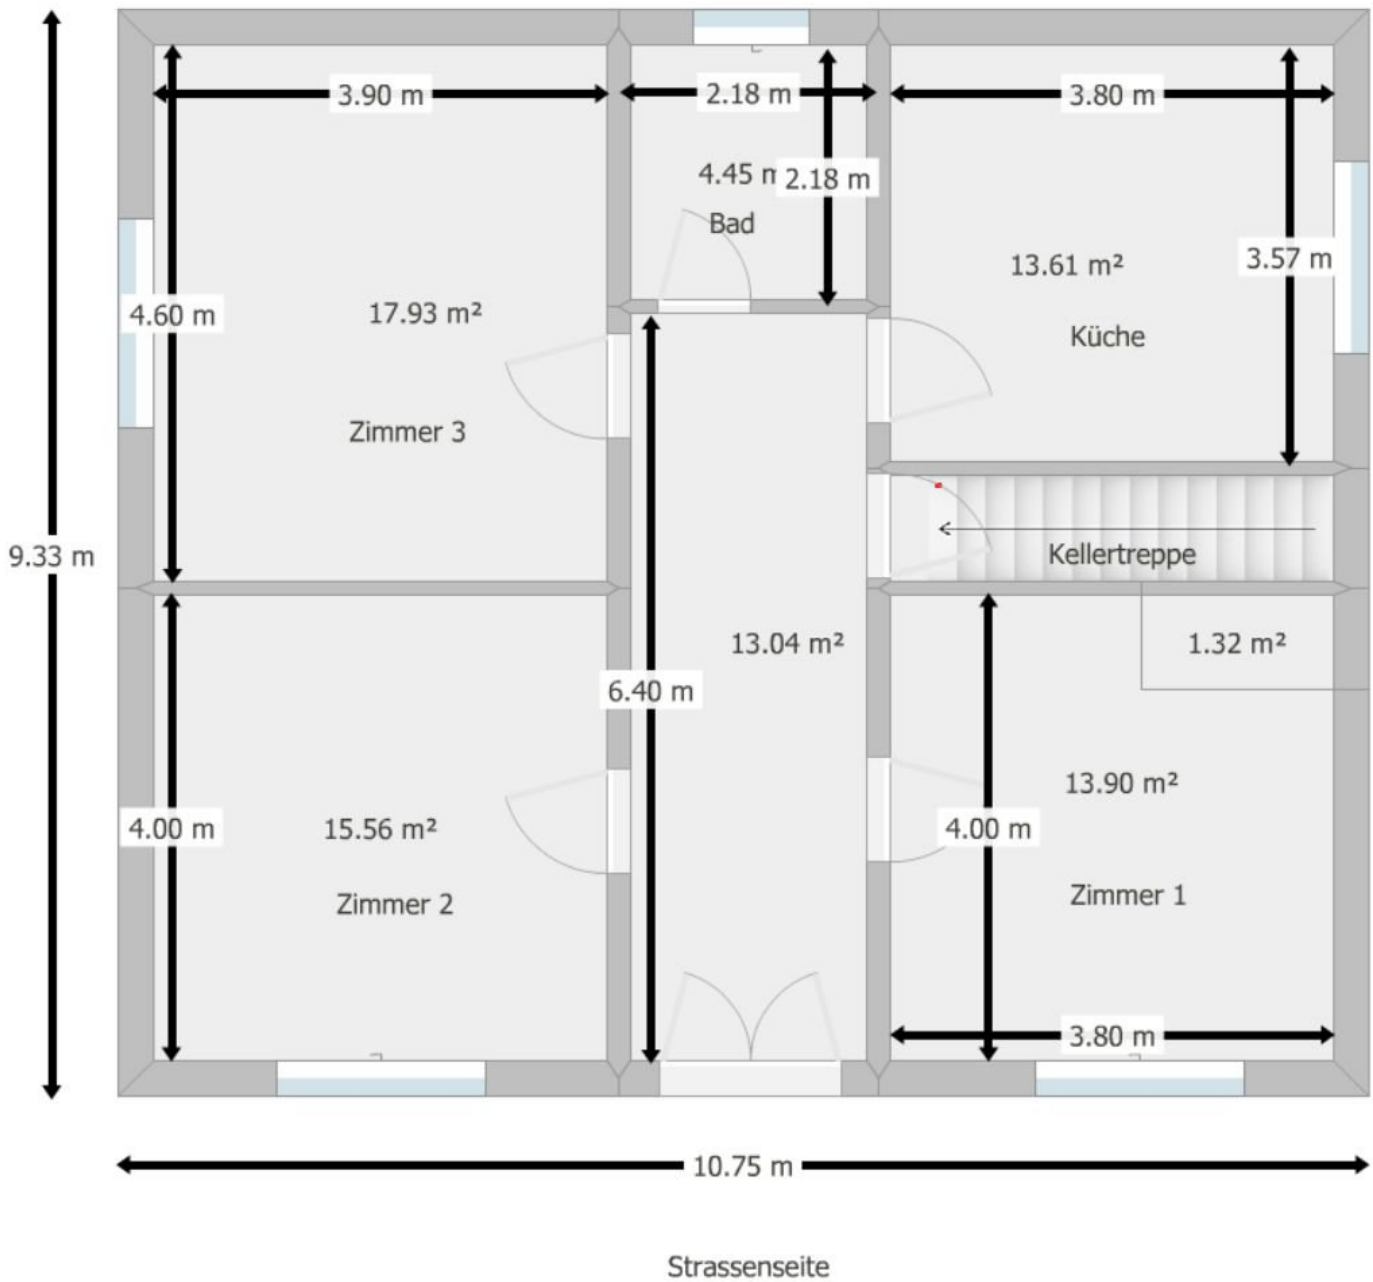 3.90 m
2.18 m
3.80 m
4.45 m
2.18 m
Bad
13.61 m²
3.57 m
4.60 m
17.93 m²
Küche
Zimmer 3
9.33 m
Kellertreppe
13.04 m²
1.32 m²
6.40 m
13.90 m²
4.00 m
15.56 m²
4.00 m
Zimmer 2
Zimmer 1
3.80 m
10.75 m
Strassenseite